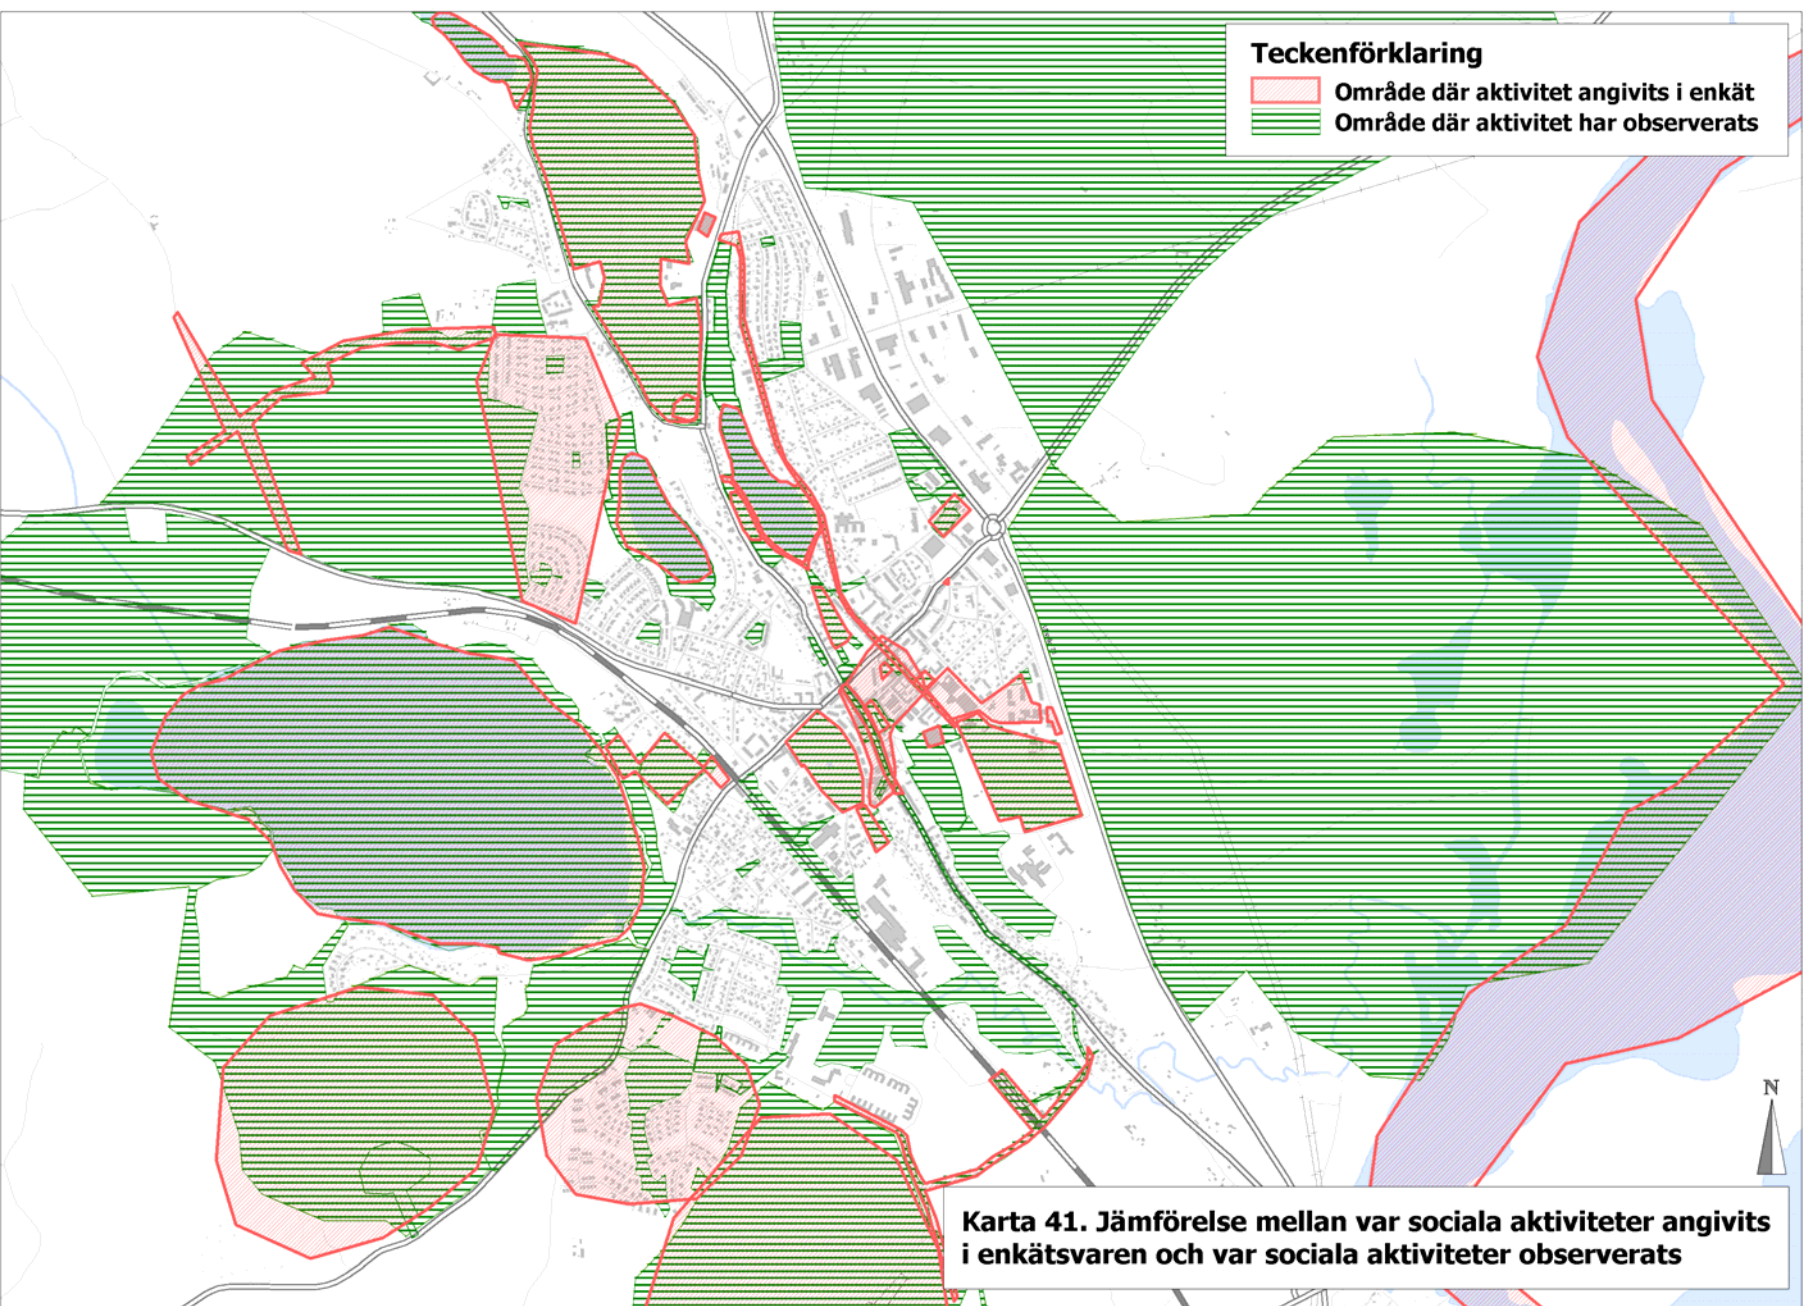 Teckenförklaring
Område där aktivitet angivits i enkät
Område där aktivitet har observerats
N
Karta 41. Jämförelse mellan var sociala aktiviteter angivits
i enkätsvaren och var sociala aktiviteter observerats